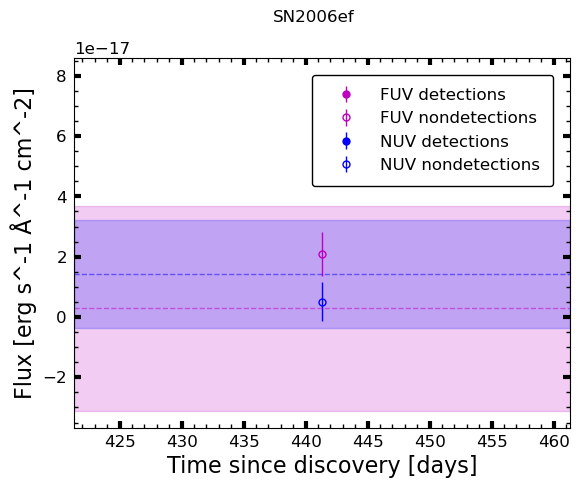 SN2006ef
1e−17
8
6
4
2
0
−2
Flux [erg s^-1 Å^-1 cm^-2]
FUV detections
FUV nondetections
NUV detections
NUV nondetections
425 430 435 440 445 450 455 460
Time since discovery [days]